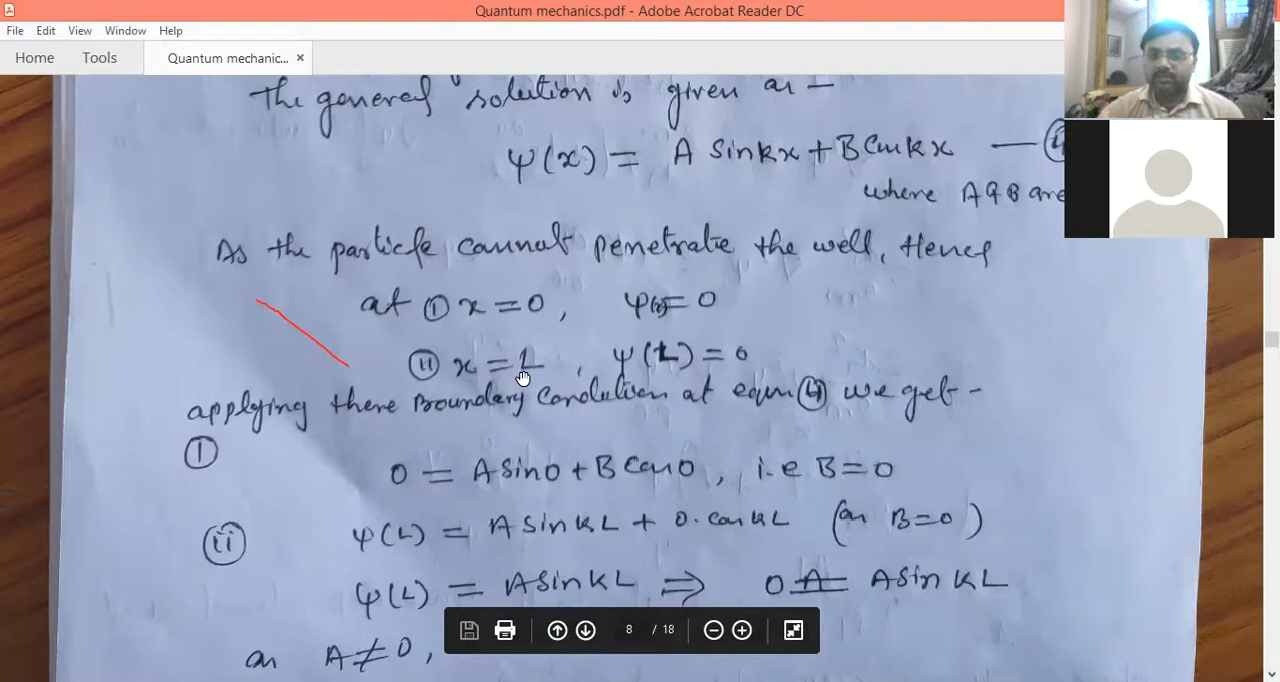 Quantum mechanics.pdf - Adobe Acrobat Reader DC
File Edit View Window Help
Home Tools Quantum mechanic... ×
The general solution is given as —
ψ(x) = A Sinkx + B Coskx — (4)
where A & B are
As the particle cannot penetrate the well, Hence
at (I) x = 0, ψ(x) = 0
(II) x = L, ψ(L) = 0
applying these Boundary Condition at equn (4) we get -
(I)
0 = A Sin0 + B Cos0, i.e B = 0
(ii) ψ(L) = A Sin KL + 0. Cos KL (as B=0)
ψ(L) = A Sin KL ⇒ 0 = A Sin KL
8 / 18
as A ≠ 0,